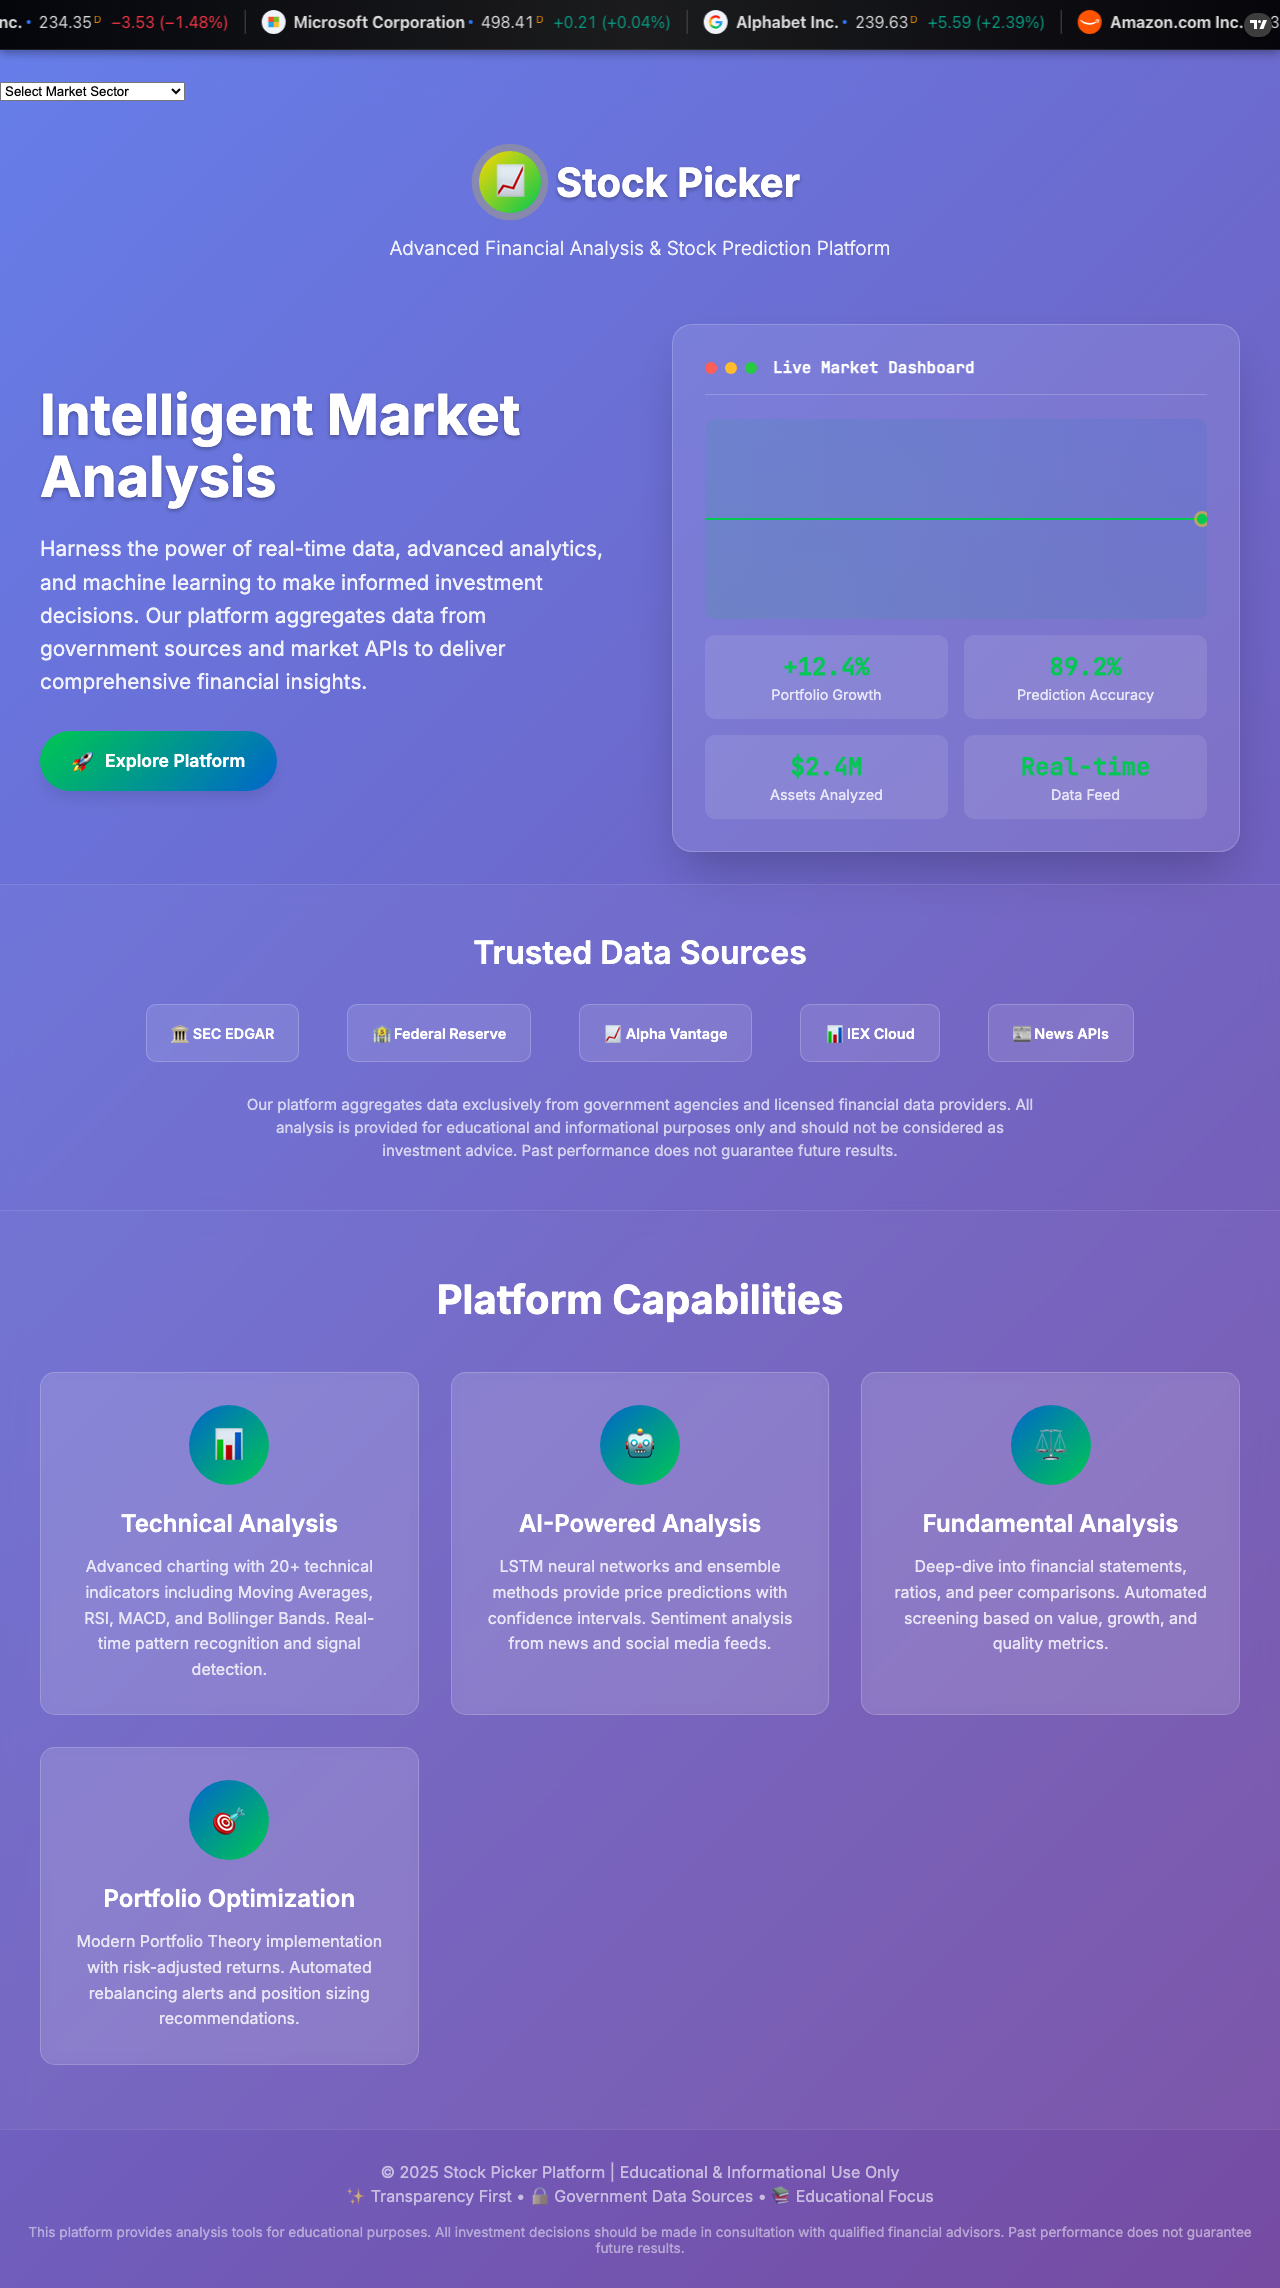 nc. • 234.35 D −3.53 (−1.48%) Microsoft Corporation • 498.41 D +0.21 (+0.04%) Alphabet Inc. • 239.63 D +5.59 (+2.39%) Amazon.com Inc.
Select Market Sector
Stock Picker
Advanced Financial Analysis & Stock Prediction Platform
Intelligent Market
Analysis
Harness the power of real-time data, advanced analytics,
and machine learning to make informed investment
decisions. Our platform aggregates data from
government sources and market APIs to deliver
comprehensive financial insights.
Explore Platform
Live Market Dashboard
+12.4%
Portfolio Growth
89.2%
Prediction Accuracy
$2.4M
Assets Analyzed
Real-time
Data Feed
Trusted Data Sources
SEC EDGAR
Federal Reserve
Alpha Vantage
IEX Cloud
News APIs
Our platform aggregates data exclusively from government agencies and licensed financial data providers. All
analysis is provided for educational and informational purposes only and should not be considered as
investment advice. Past performance does not guarantee future results.
Platform Capabilities
Technical Analysis
Advanced charting with 20+ technical
indicators including Moving Averages,
RSI, MACD, and Bollinger Bands. Real-
time pattern recognition and signal
detection.
AI-Powered Analysis
LSTM neural networks and ensemble
methods provide price predictions with
confidence intervals. Sentiment analysis
from news and social media feeds.
Fundamental Analysis
Deep-dive into financial statements,
ratios, and peer comparisons. Automated
screening based on value, growth, and
quality metrics.
Portfolio Optimization
Modern Portfolio Theory implementation
with risk-adjusted returns. Automated
rebalancing alerts and position sizing
recommendations.
© 2025 Stock Picker Platform | Educational & Informational Use Only
✨ Transparency First • 🔒 Government Data Sources • 📚 Educational Focus
This platform provides analysis tools for educational purposes. All investment decisions should be made in consultation with qualified financial advisors. Past performance does not guarantee
future results.